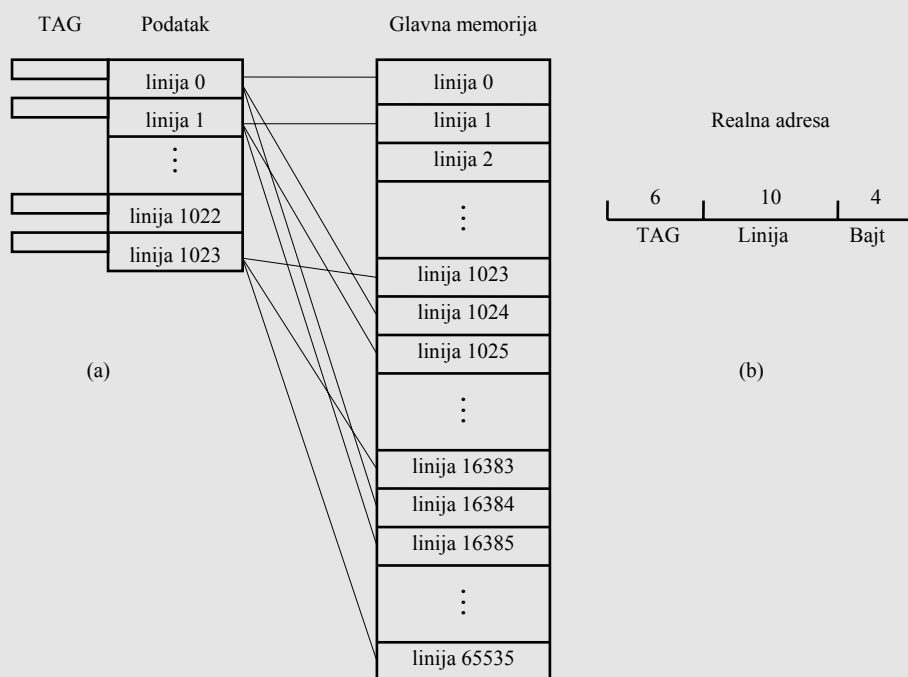 TAG Podatak Glavna memorija
linija 0
linija 1
⋮
linija 1022
linija 1023
(a)
linija 0
linija 1
linija 2
⋮
linija 1023
linija 1024
linija 1025
⋮
linija 16383
linija 16384
linija 16385
⋮
linija 65535
Realna adresa
6 10 4
TAG Linija Bajt
(b)